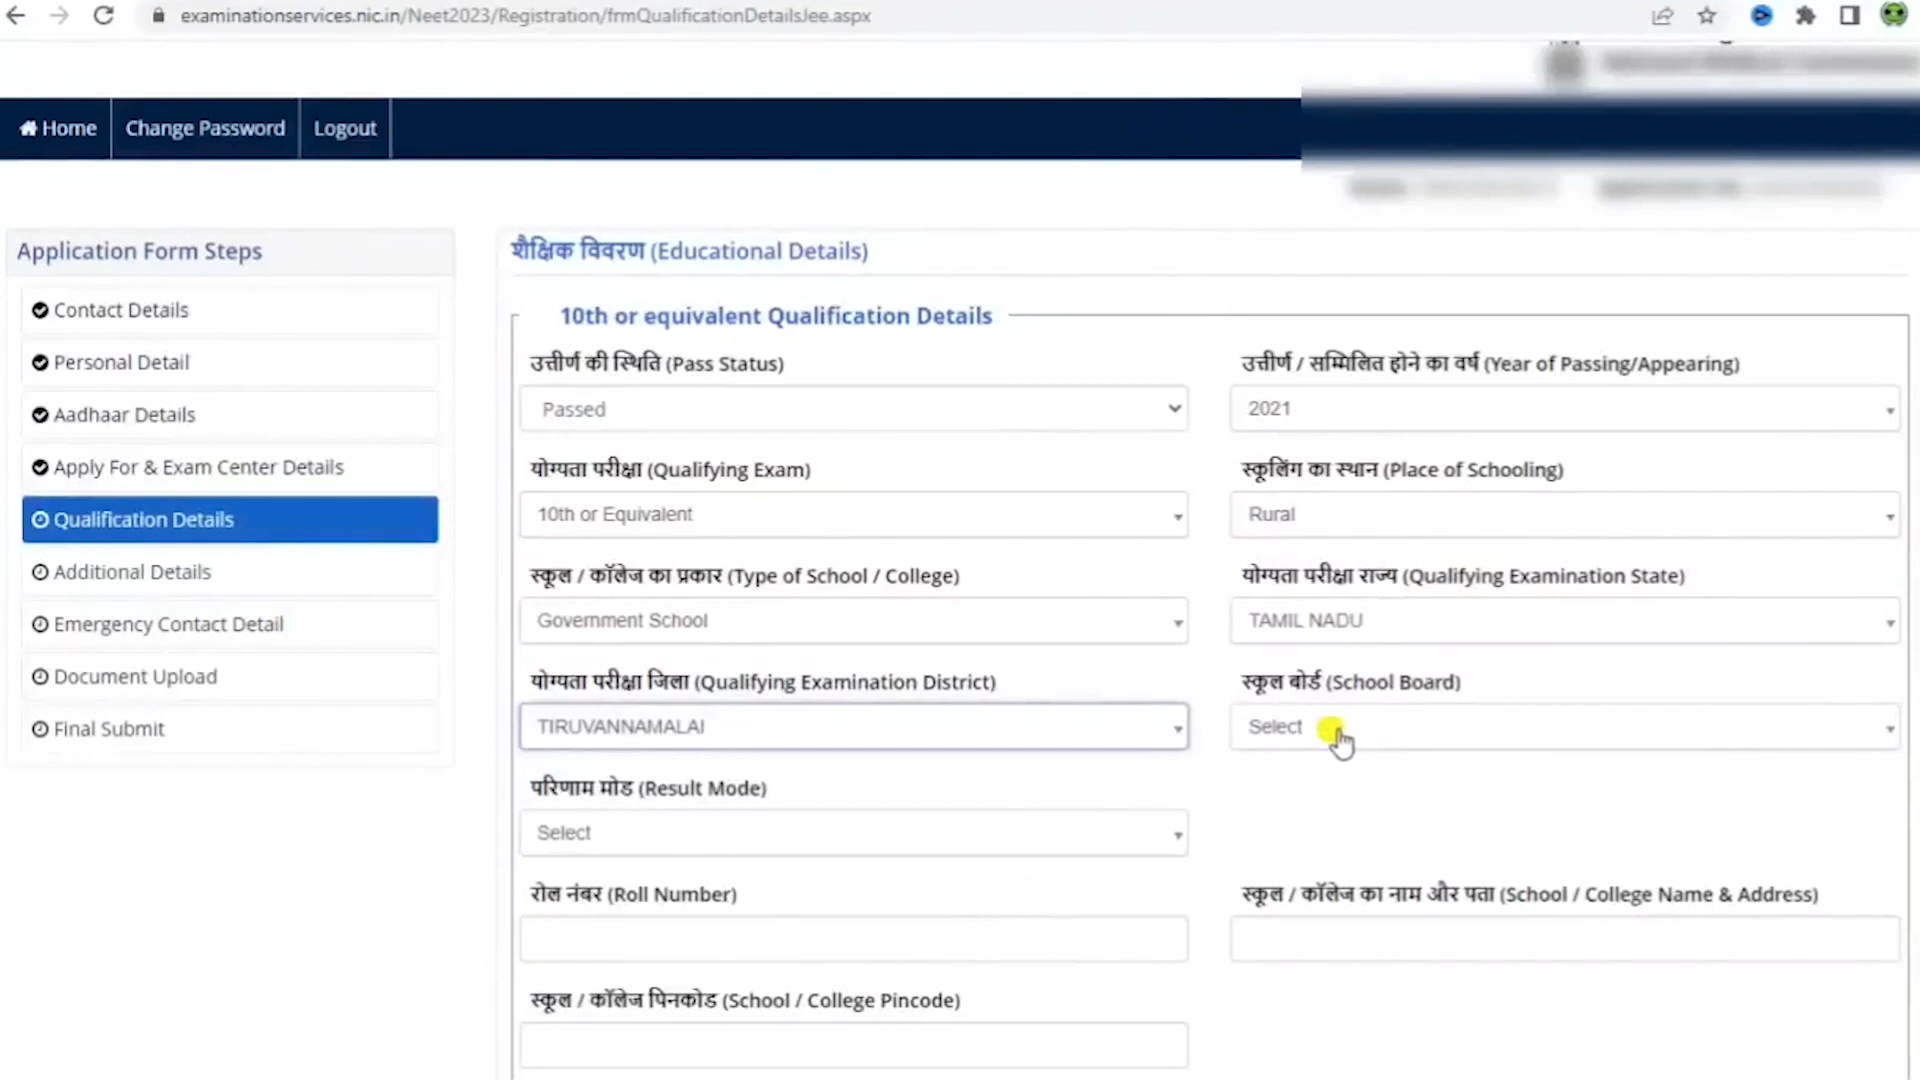 examinationservices.nic.in/Neet2023/Registration/frmQualificationDetailsJee.aspx
Home
Change Password
Logout
Application Form Steps
Contact Details
Personal Detail
Aadhaar Details
Apply For & Exam Center Details
Qualification Details
Additional Details
Emergency Contact Detail
Document Upload
Final Submit
शैक्षिक विवरण (Educational Details)
10th or equivalent Qualification Details
उत्तीर्ण की स्थिति (Pass Status)
उत्तीर्ण / सम्मिलित होने का वर्ष (Year of Passing/Appearing)
Passed
2021
योग्यता परीक्षा (Qualifying Exam)
स्कूलिंग का स्थान (Place of Schooling)
10th or Equivalent
Rural
स्कूल / कॉलेज का प्रकार (Type of School / College)
योग्यता परीक्षा राज्य (Qualifying Examination State)
Government School
TAMIL NADU
योग्यता परीक्षा जिला (Qualifying Examination District)
स्कूल बोर्ड (School Board)
TIRUVANNAMALAI
Select
परिणाम मोड (Result Mode)
Select
रोल नंबर (Roll Number)
स्कूल / कॉलेज का नाम और पता (School / College Name & Address)
स्कूल / कॉलेज पिनकोड (School / College Pincode)